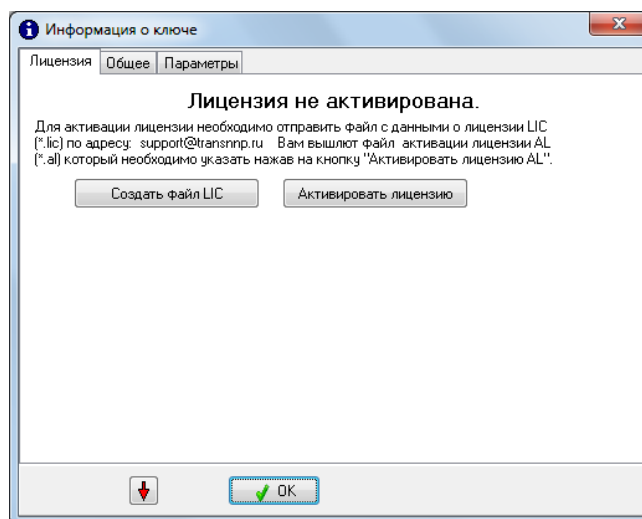 Информация о ключе
Лицензия Общее Параметры
Лицензия не активирована.
Для активации лицензии необходимо отправить файл с данными о лицензии LIC
(*.lic) по адресу: support@transnnp.ru Вам вышлют файл активации лицензии AL
(*.al) который необходимо указать нажав на кнопку "Активировать лицензию AL".
Создать файл LIC Активировать лицензию
OK